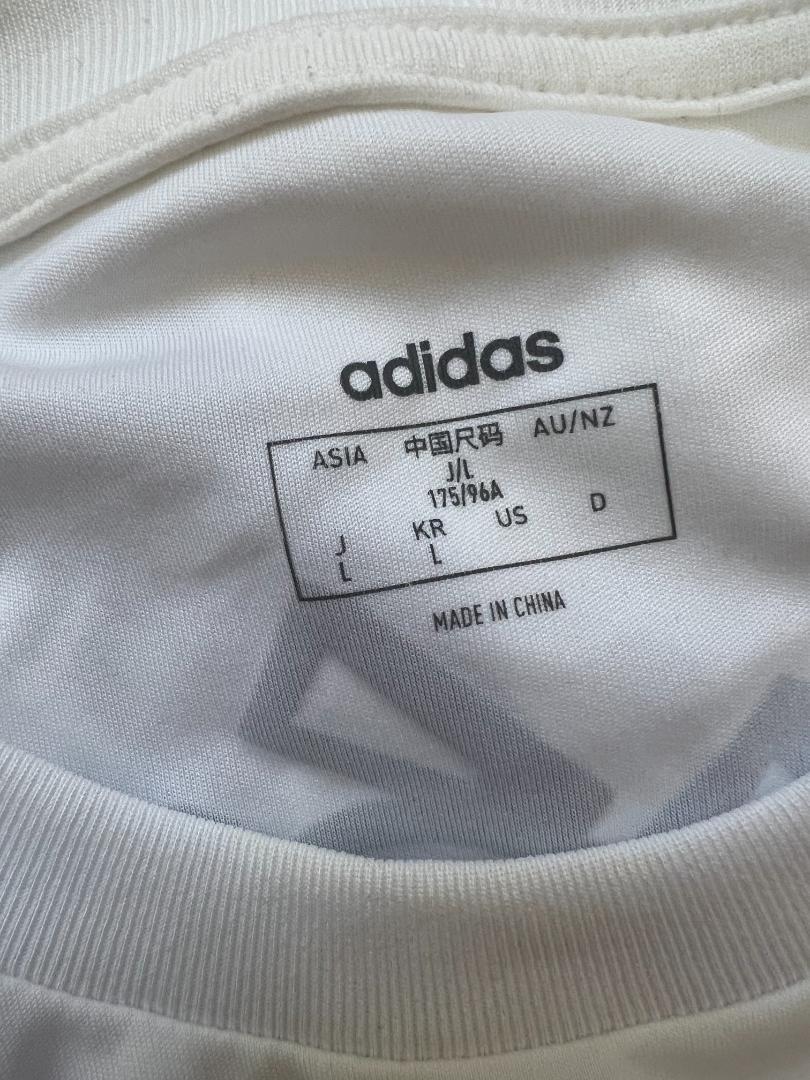 adidas
ASIA 中国尺码 AU/NZ
J/L
175/96A
J KR US D
L L
MADE IN CHINA